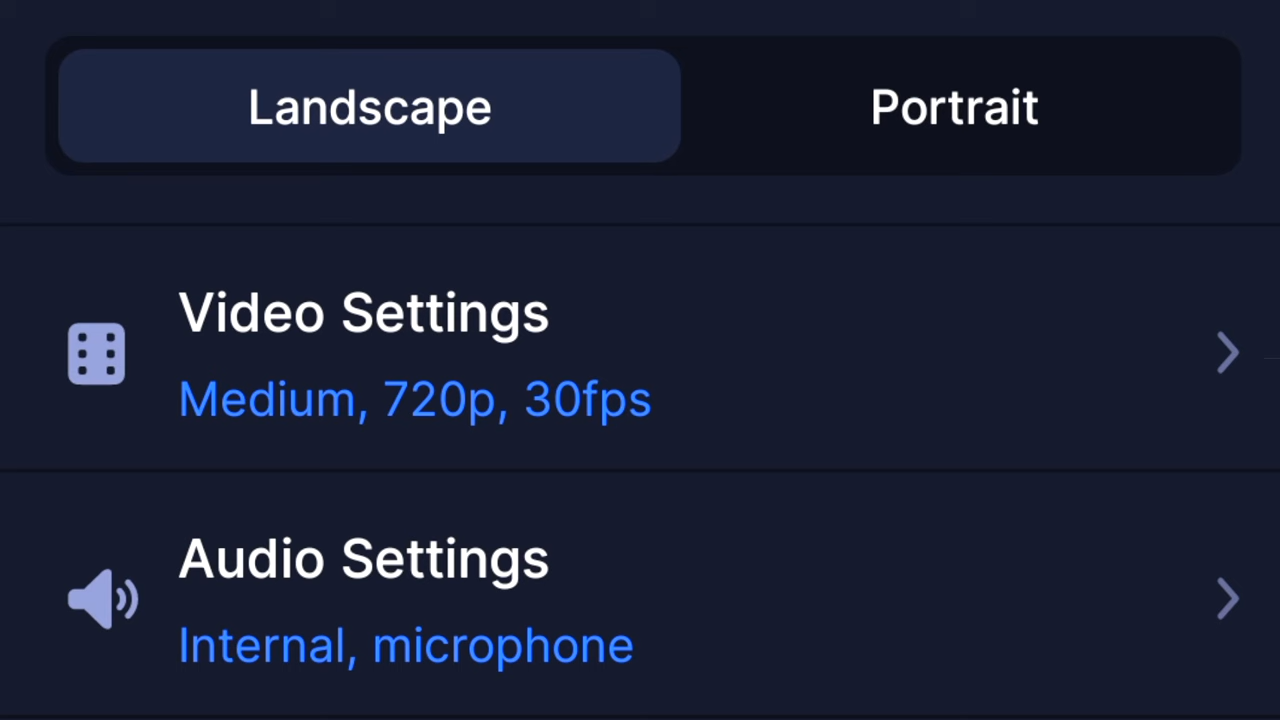 Landscape
Portrait
Video Settings
Medium, 720p, 30fps
Audio Settings
Internal, microphone